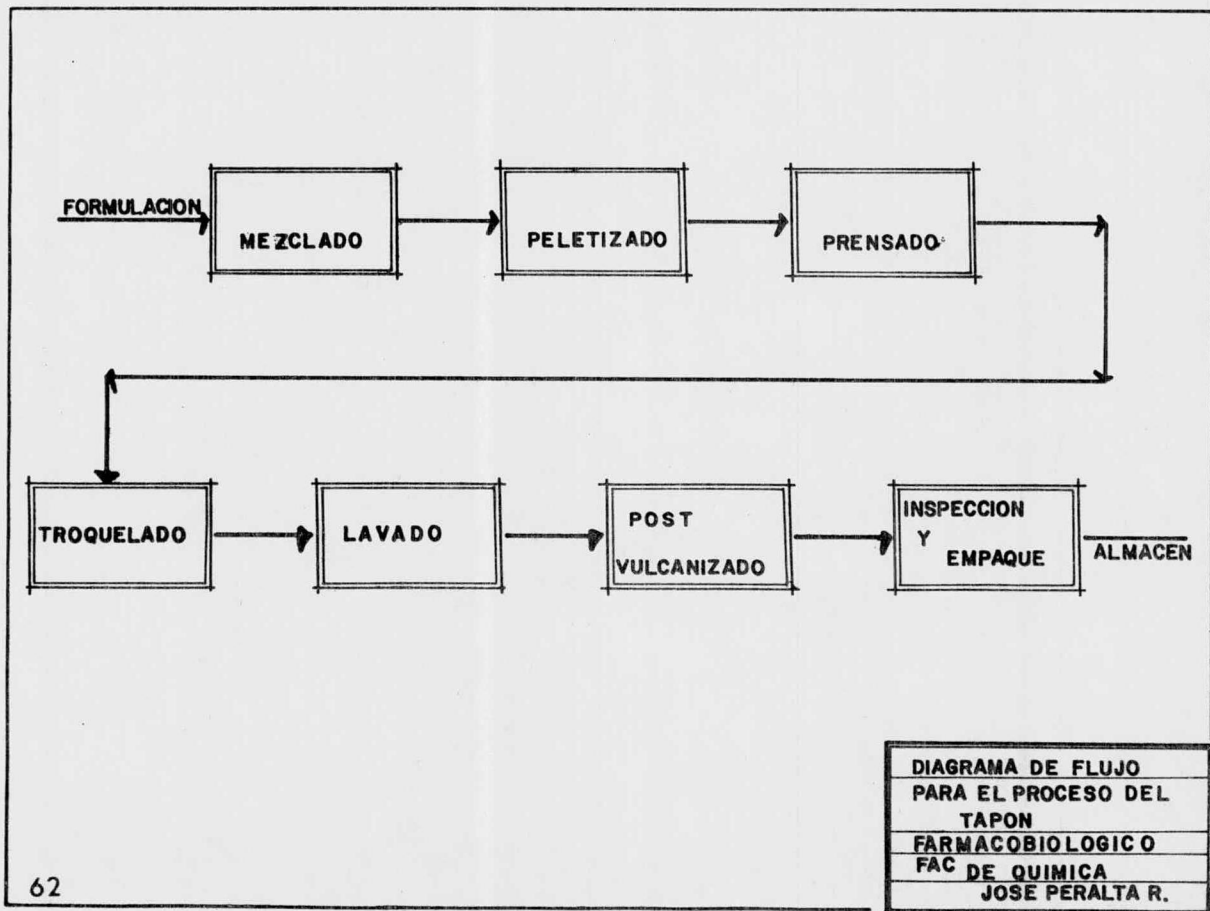 FORMULACION
MEZCLADO
PELETIZADO
PRENSADO
TROQUELADO
LAVADO
POST
VULCANIZADO
INSPECCION
Y
EMPAQUE
ALMACEN
DIAGRAMA DE FLUJO
PARA EL PROCESO DEL
TAPON
FARMACOBIOLOGICO
FAC DE QUIMICA
JOSE PERALTA R.
62